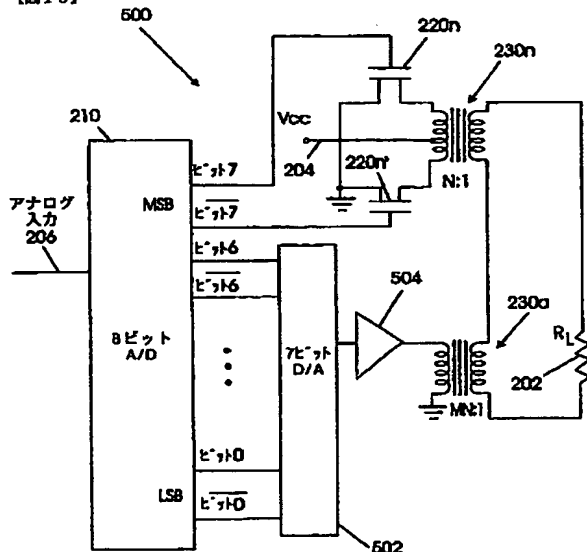 500
220n
230n
210
Vcc
204
220n'
N:1
アナログ
入力
206
MSB
ビット7
ビット7
ビット6
ビット6
8ビット
A/D
7ビット
D/A
504
230a
RL
202
MN:1
ビット0
LSB
ビット0
502